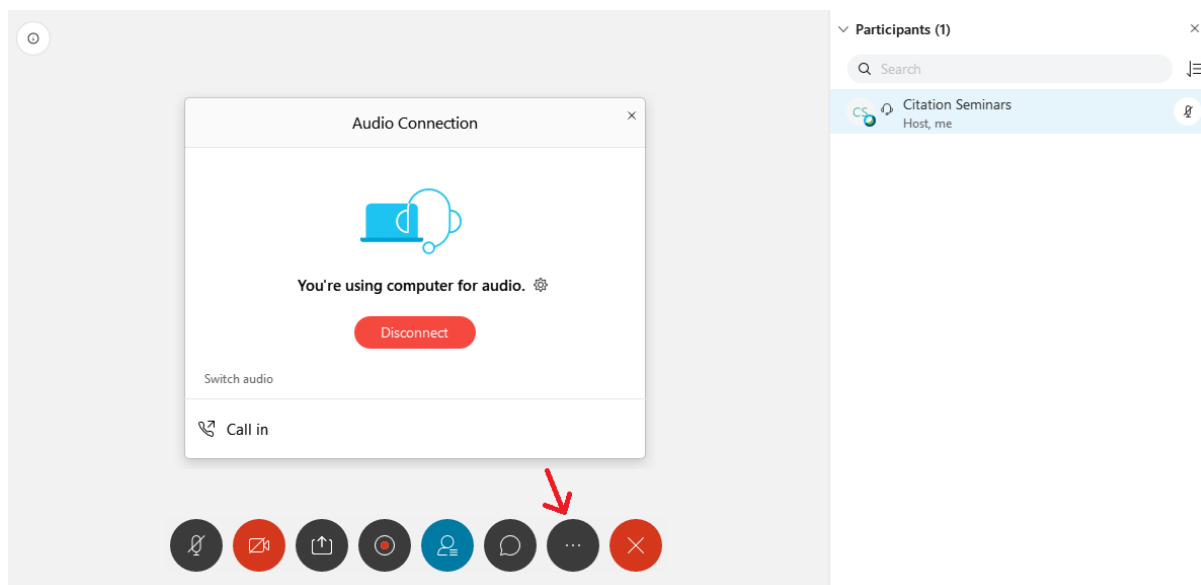 Participants (1)
Search
CS
Citation Seminars
Host, me
Audio Connection
You're using computer for audio.
Disconnect
Switch audio
Call in